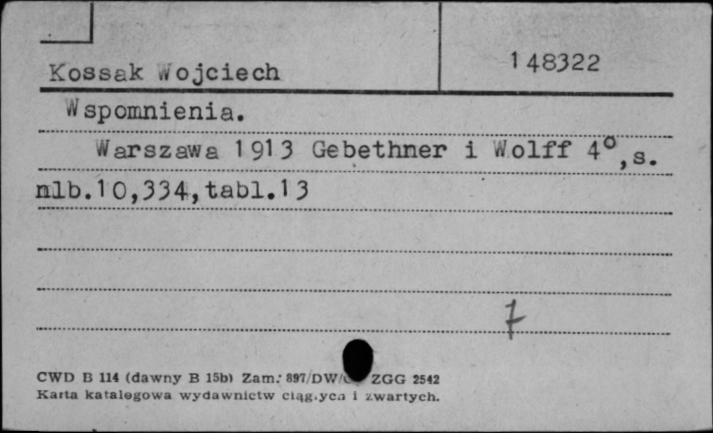 Kossak Wojciech 148322
Wspomnienia.
Warszawa 1913 Gebethner i Wolff 4°,s.
nlb.10,334,tabl.13
7
CWD B 114 (dawny B 15b) Zam. 897/DW/ ZGG 2542
Karta katalogowa wydawnictw i zwartych.